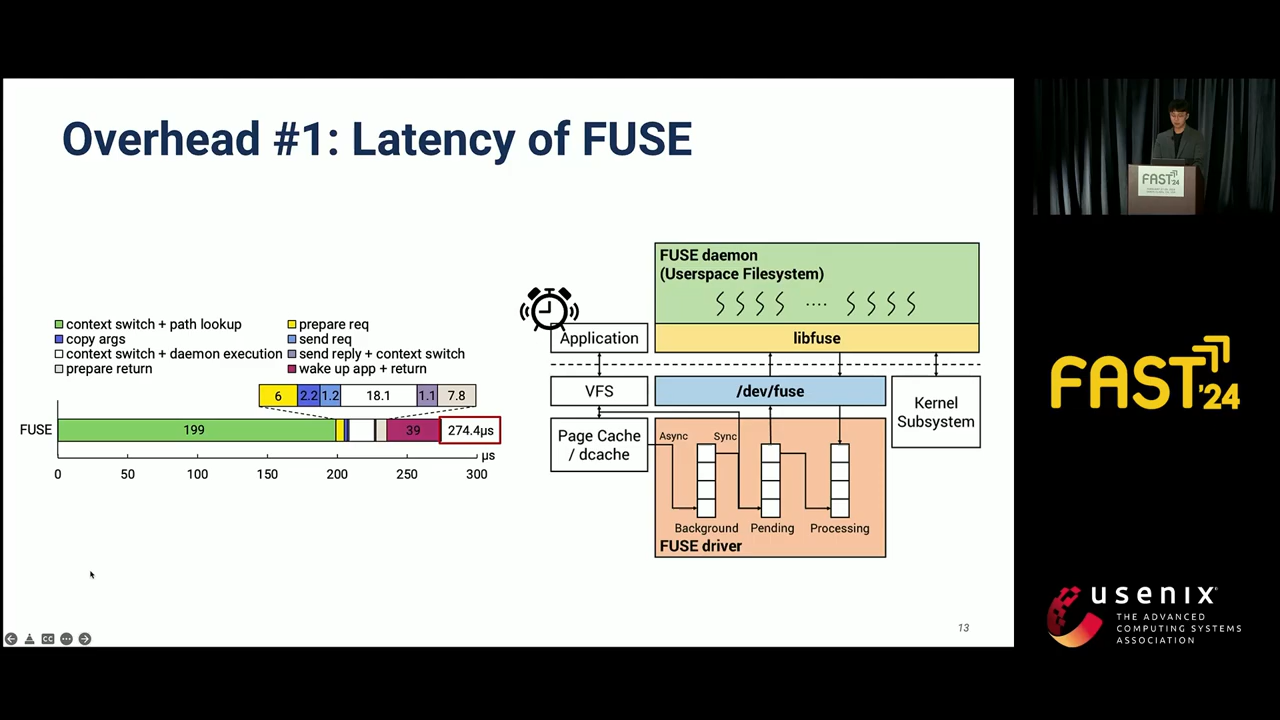 Overhead #1: Latency of FUSE
context switch + path lookup
prepare req
copy args
send req
context switch + daemon execution
send reply + context switch
prepare return
wake up app + return
6
2.2
1.2
18.1
1.1
7.8
FUSE
199
39
274.4μs
μs
0
50
100
150
200
250
300
FUSE daemon
(Userspace Filesystem)
....
Application
libfuse
VFS
/dev/fuse
Kernel
Subsystem
Page Cache
/ dcache
Async
Sync
Background
Pending
Processing
FUSE driver
13
CC
FAST '24
FAST '24
usenix
THE ADVANCED
COMPUTING SYSTEMS
ASSOCIATION